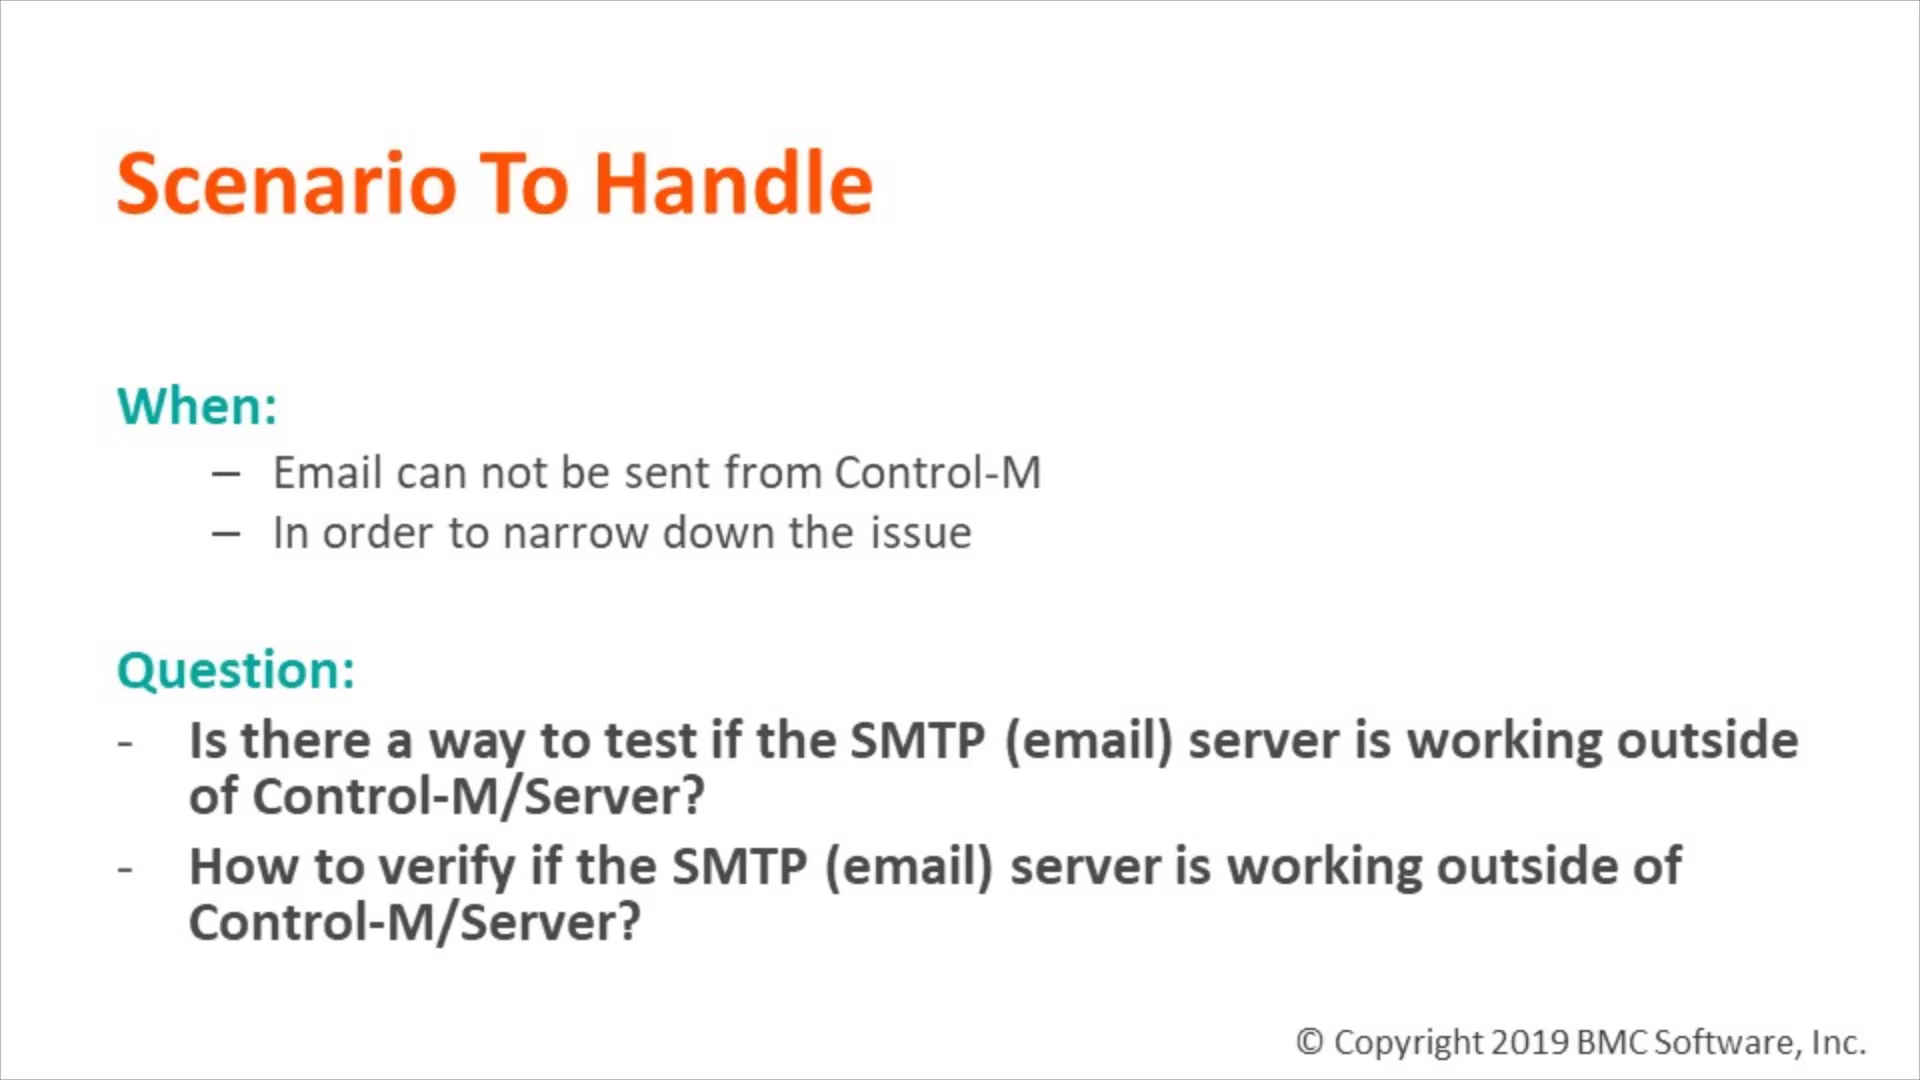 Scenario To Handle
When:
– Email can not be sent from Control-M
– In order to narrow down the issue
Question:
- Is there a way to test if the SMTP (email) server is working outside
of Control-M/Server?
- How to verify if the SMTP (email) server is working outside of
Control-M/Server?
© Copyright 2019 BMC Software, Inc.